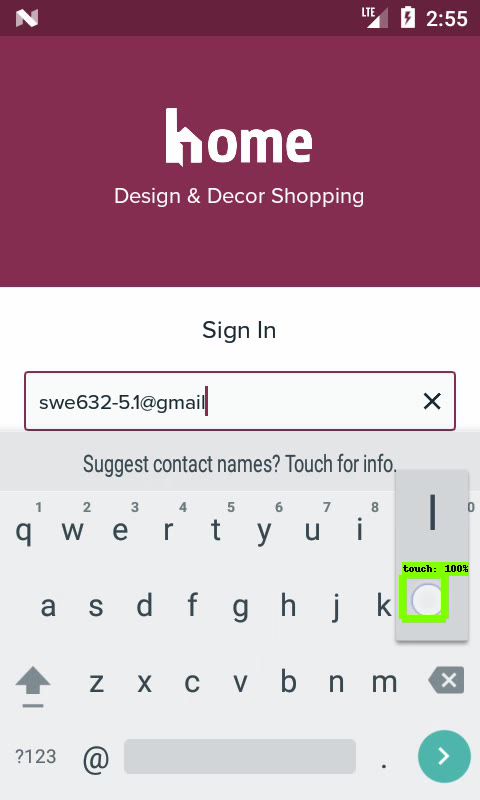 LTE 2:55
home
Design & Decor Shopping
Sign In
swe632-5.1@gmail
Suggest contact names? Touch for info.
1 2 3 4 5 6 7 8 0
q w e r t y u i
l
touch: 100%
a s d f g h j k
z x c v b n m
?123 @ .